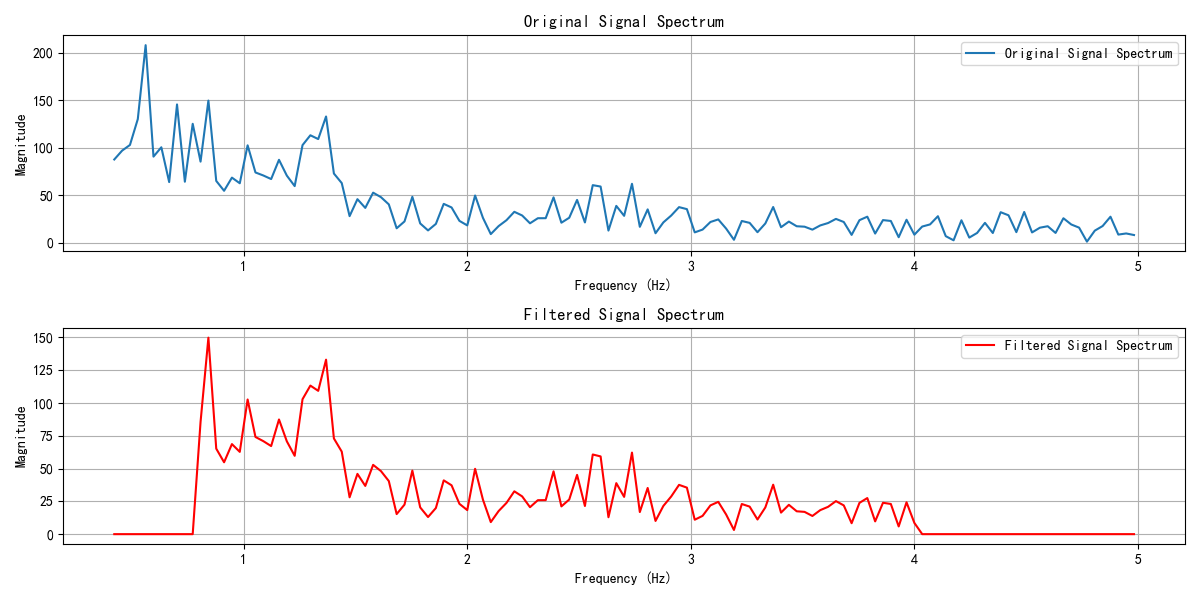 Original Signal Spectrum
200
150
100
50
0
Magnitude
Original Signal Spectrum
1
2
3
4
5
Frequency (Hz)
Filtered Signal Spectrum
150
125
100
75
50
25
0
Magnitude
Filtered Signal Spectrum
1
2
3
4
5
Frequency (Hz)